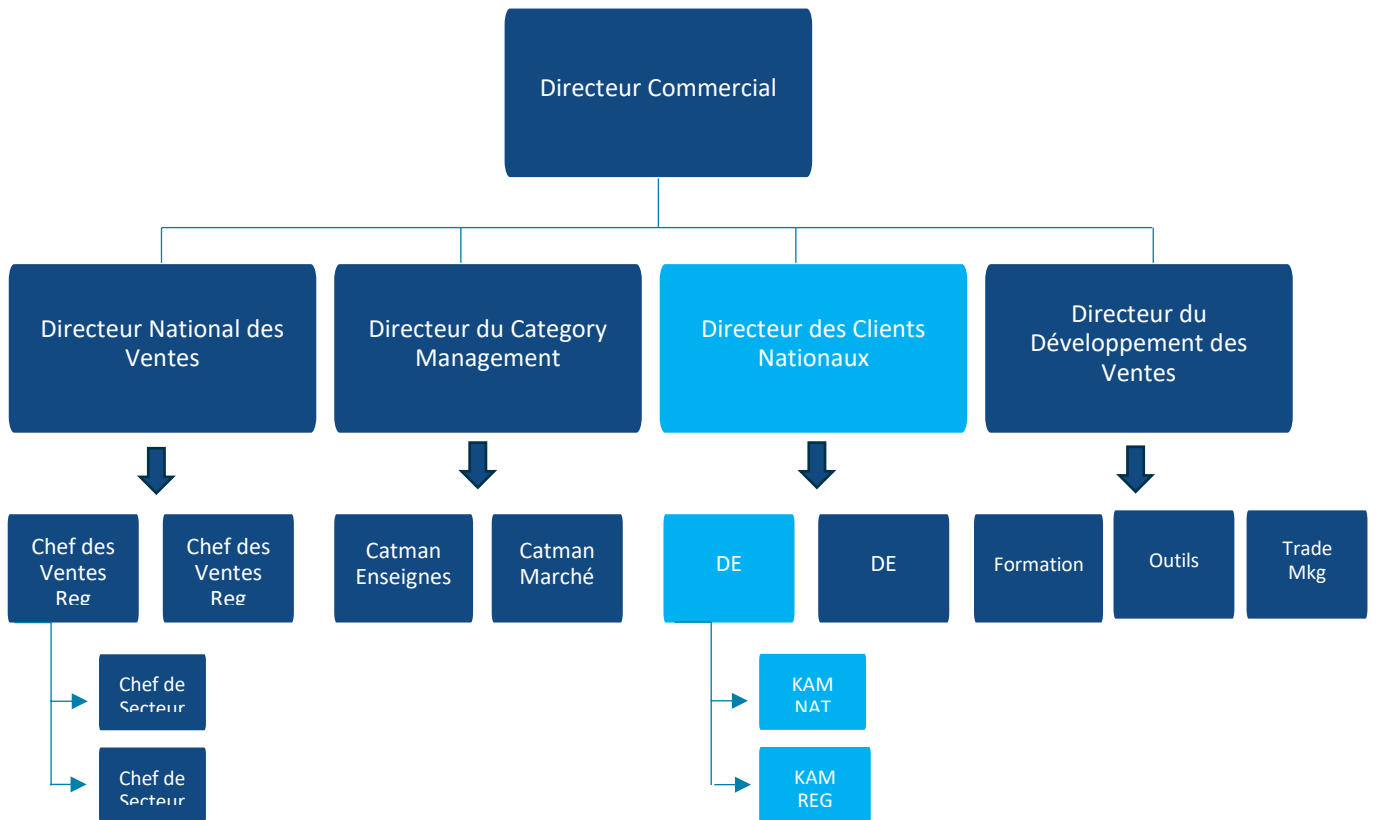 Directeur Commercial
Directeur National des
Ventes
Directeur du Category
Management
Directeur des Clients
Nationaux
Directeur du
Développement des
Ventes
Chef des
Ventes
Reg
Chef des
Ventes
Reg
Catman
Enseignes
Catman
Marché
DE
DE
Formation
Outils
Trade
Mkg
Chef de
Secteur
KAM
NAT
Chef de
Secteur
KAM
REG